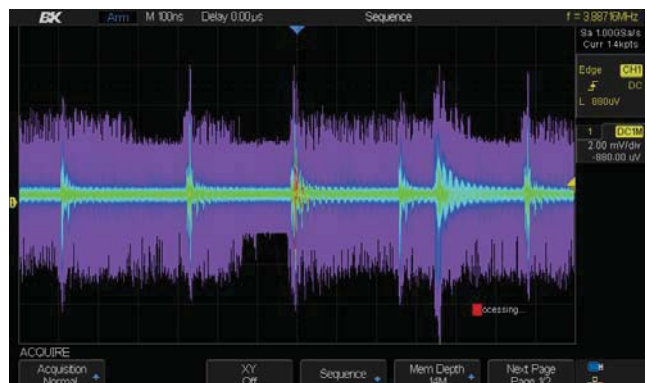 BK Arm M 100ns Delay 0.00µs Sequence f = 3.88716MHz
Sa 1.00GSa/s
Curr 1.4kpts
Edge CH1
DC
L 880uV
1 DC1M
2.00 mV/div
-880.00 uV
ocessing...
ACQUIRE
Acquisition XY Sequence Mem Depth Next Page
Normal Off 14M Page 1/2